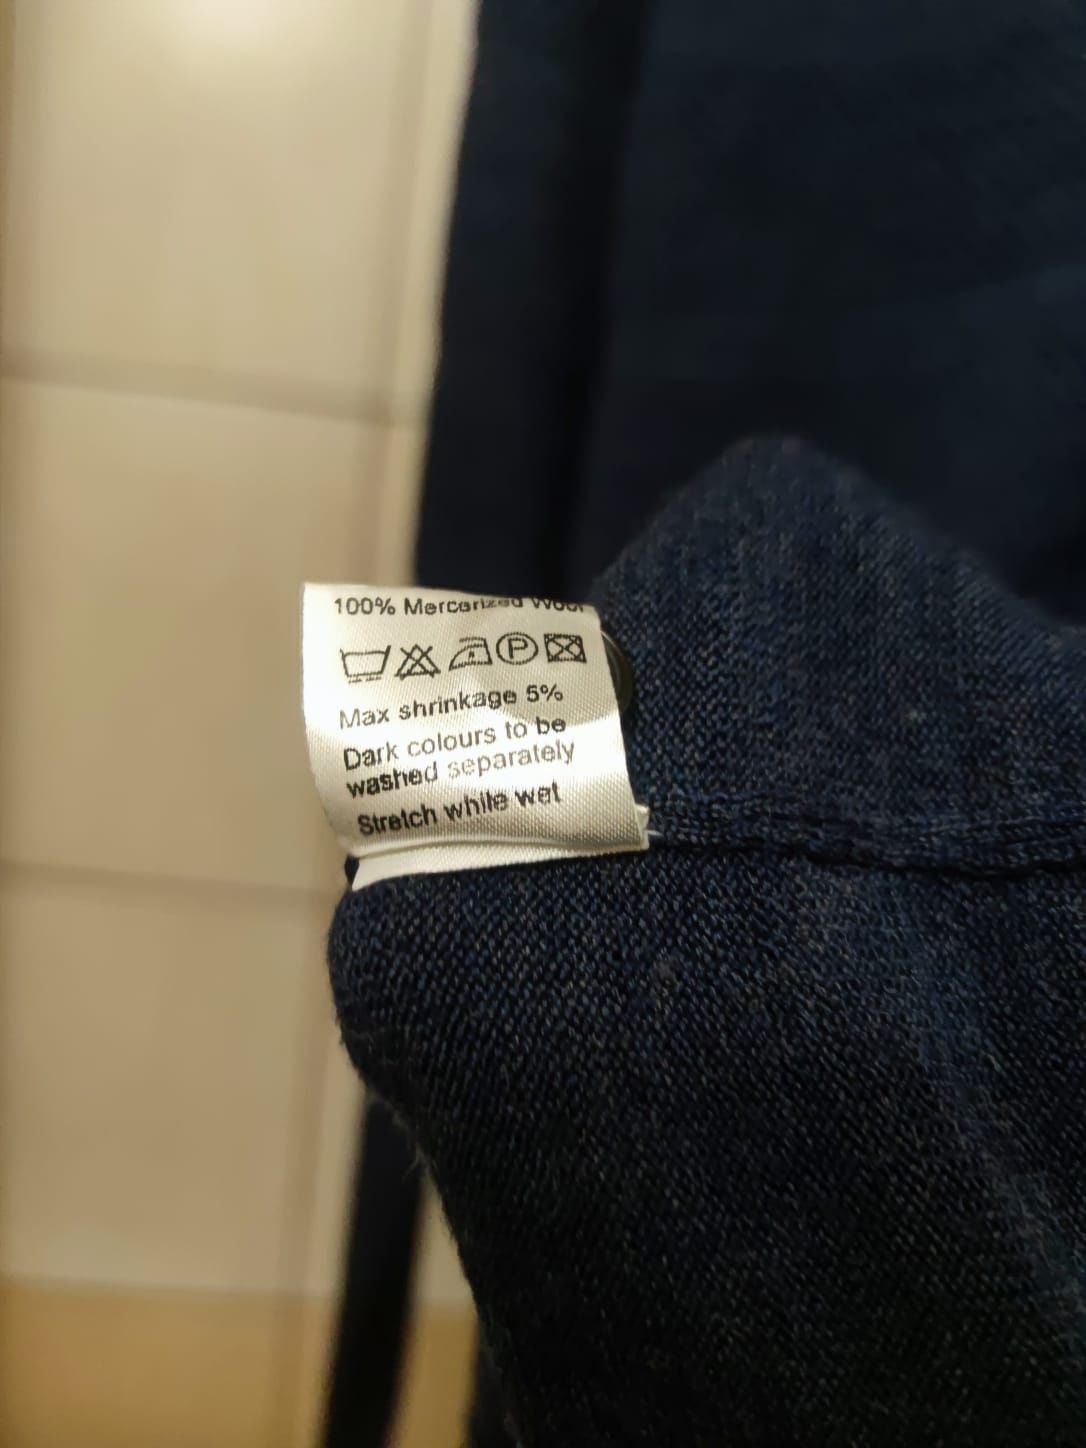 100% Mercerized Wool
P
Max shrinkage 5%
Dark colours to be
washed separately
Stretch while wet